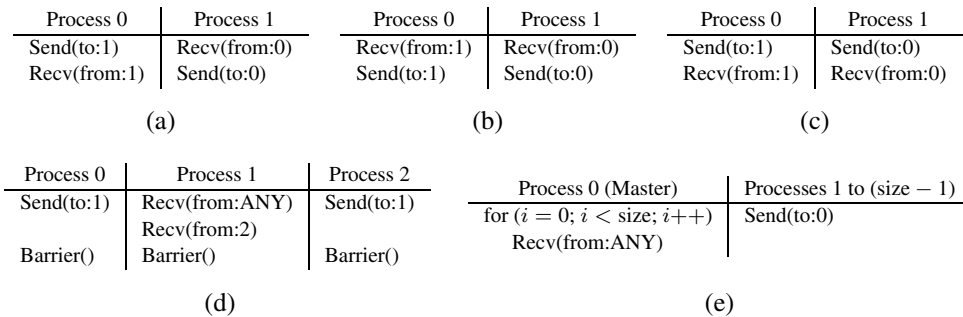 Process 0 Process 1 Process 0 Process 1 Process 0 Process 1
Send(to:1) Recv(from:0) Recv(from:1) Recv(from:0) Send(to:1) Send(to:0)
Recv(from:1) Send(to:0) Send(to:1) Send(to:0) Recv(from:1) Recv(from:0)
(a) (b) (c)
Process 0 Process 1 Process 2
Send(to:1) Recv(from:ANY) Send(to:1)
Recv(from:2)
Barrier() Barrier() Barrier()
(d)
Process 0 (Master) Processes 1 to (size − 1)
for (i = 0; i < size; i++) Send(to:0)
Recv(from:ANY)
(e)